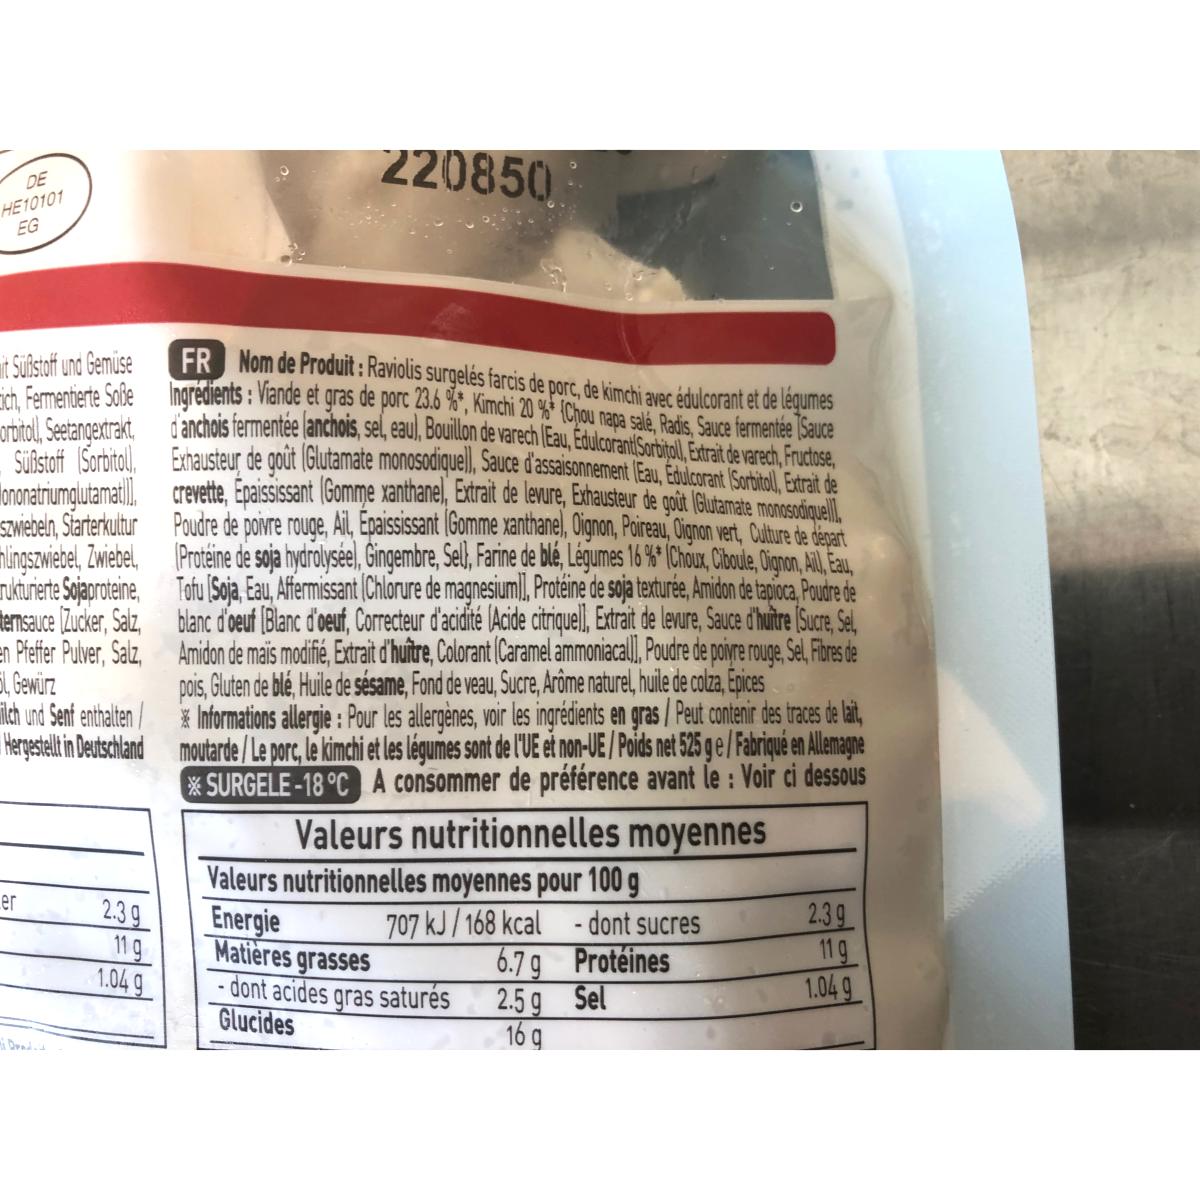 220850
DE
HE10101
EG
it Süßstoff und Gemüse
ich, Fermentierte Soße
orbitol), Seetangextrakt,
Süßstoff (Sorbitol),
ononatriumglutamat)]],
szwiebeln, Starterkultur
hlingszwiebel, Zwiebel,
rukturierte Sojaproteine,
ternsauce [Zucker, Salz,
en Pfeffer Pulver, Salz,
öl, Gewürz
ilch und Senf enthalten /
Hergestellt in Deutschland
er
2.3 g
11 g
1.04 g
FR Nom de Produit : Raviolis surgelés farcis de porc, de kimchi avec édulcorant et de légumes
Ingrédients : Viande et gras de porc 23.6 %*, Kimchi 20 %* {Chou napa salé, Radis, Sauce fermentée [Sauce
d'anchois fermentée (anchois, sel, eau), Bouillon de varech (Eau, Édulcorant(Sorbitol), Extrait de varech, Fructose,
Exhausteur de goût (Glutamate monosodique)), Sauce d'assaisonnement (Eau, Édulcorant (Sorbitol), Extrait de
crevette, Épaississant (Gomme xanthane), Extrait de levure, Exhausteur de goût (Glutamate monosodique))],
Poudre de poivre rouge, Ail, Épaississant (Gomme xanthane), Oignon, Poireau, Oignon vert, Culture de départ
(Protéine de soja hydrolysée), Gingembre, Sel}, Farine de blé, Légumes 16 %* (Choux, Ciboule, Oignon, Ail), Eau,
Tofu [Soja, Eau, Affermissant (Chlorure de magnesium)], Protéine de soja texturée, Amidon de tapioca, Poudre de
blanc d'oeuf [Blanc d'oeuf, Correcteur d'acidité (Acide citrique)], Extrait de levure, Sauce d'huître [Sucre, Sel,
Amidon de maïs modifié, Extrait d'huître, Colorant (Caramel ammoniacal)], Poudre de poivre rouge, Sel, Fibres de
pois, Gluten de blé, Huile de sésame, Fond de veau, Sucre, Arôme naturel, huile de colza, Épices
※ Informations allergie : Pour les allergènes, voir les ingrédients en gras / Peut contenir des traces de lait,
moutarde / Le porc, le kimchi et les légumes sont de l'UE et non-UE / Poids net 525 g e / Fabriqué en Allemagne
※ SURGELE -18 °C A consommer de préférence avant le : Voir ci dessous
Valeurs nutritionnelles moyennes
Valeurs nutritionnelles moyennes pour 100 g
Energie 707 kJ / 168 kcal - dont sucres 2.3 g
Matières grasses 6.7 g Protéines 11 g
- dont acides gras saturés 2.5 g Sel 1.04 g
Glucides 16 g